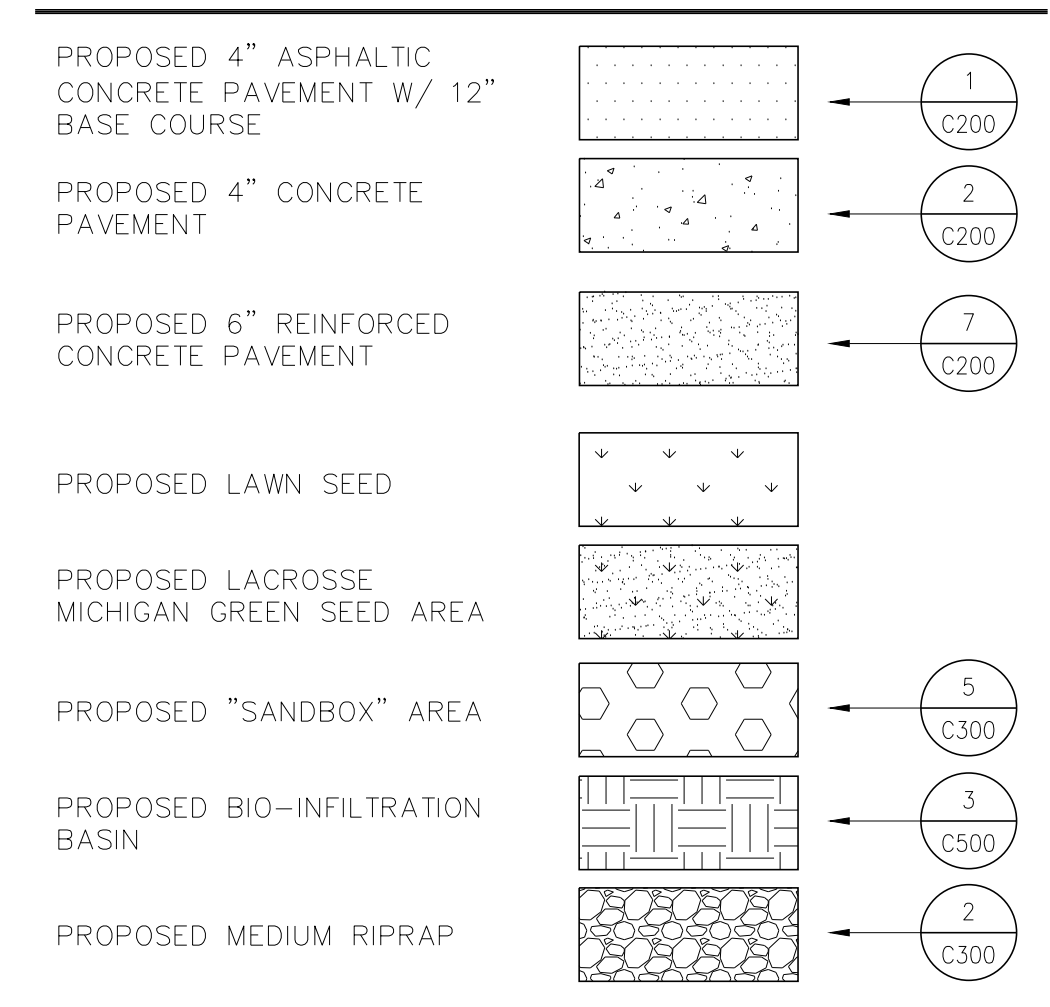 PROPOSED 4” ASPHALTIC
CONCRETE PAVEMENT W/ 12”
BASE COURSE
1
C200
PROPOSED 4” CONCRETE
PAVEMENT
2
C200
PROPOSED 6” REINFORCED
CONCRETE PAVEMENT
7
C200
PROPOSED LAWN SEED
PROPOSED LACROSSE
MICHIGAN GREEN SEED AREA
PROPOSED ”SANDBOX” AREA
5
C300
PROPOSED BIO-INFILTRATION
BASIN
3
C500
PROPOSED MEDIUM RIPRAP
2
C300